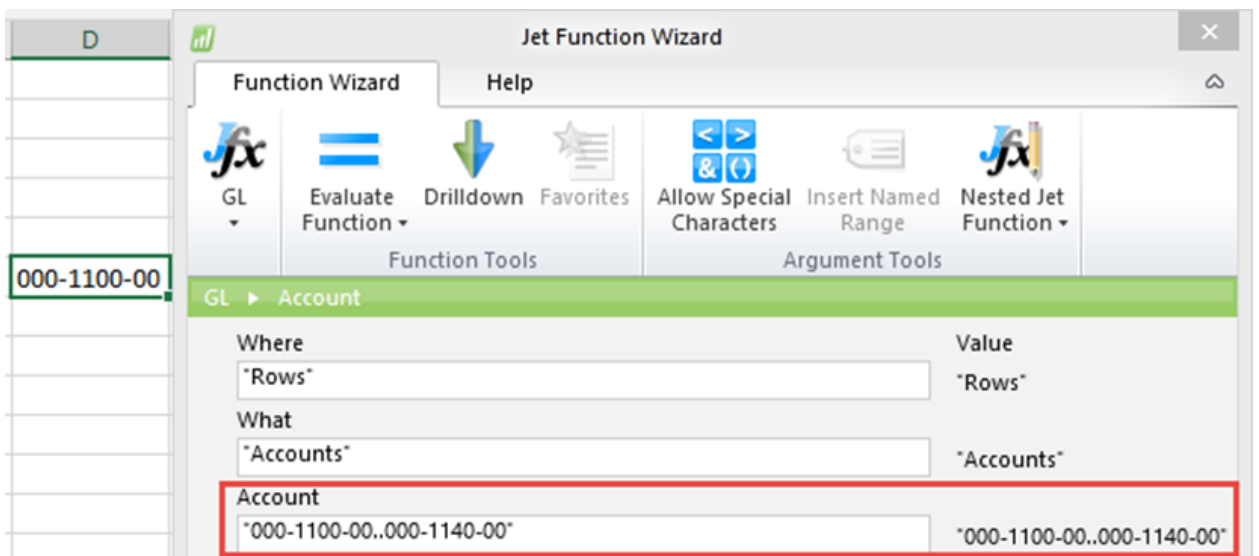 D
Jet Function Wizard
Function Wizard Help
Jfx Jfx
GL Evaluate Drilldown Favorites Allow Special Insert Named Nested Jet
Function Characters Range Function
Function Tools Argument Tools
000-1100-00
GL Account
Where Value
"Rows" "Rows"
What
"Accounts" "Accounts"
Account
"000-1100-00..000-1140-00" "000-1100-00..000-1140-00"